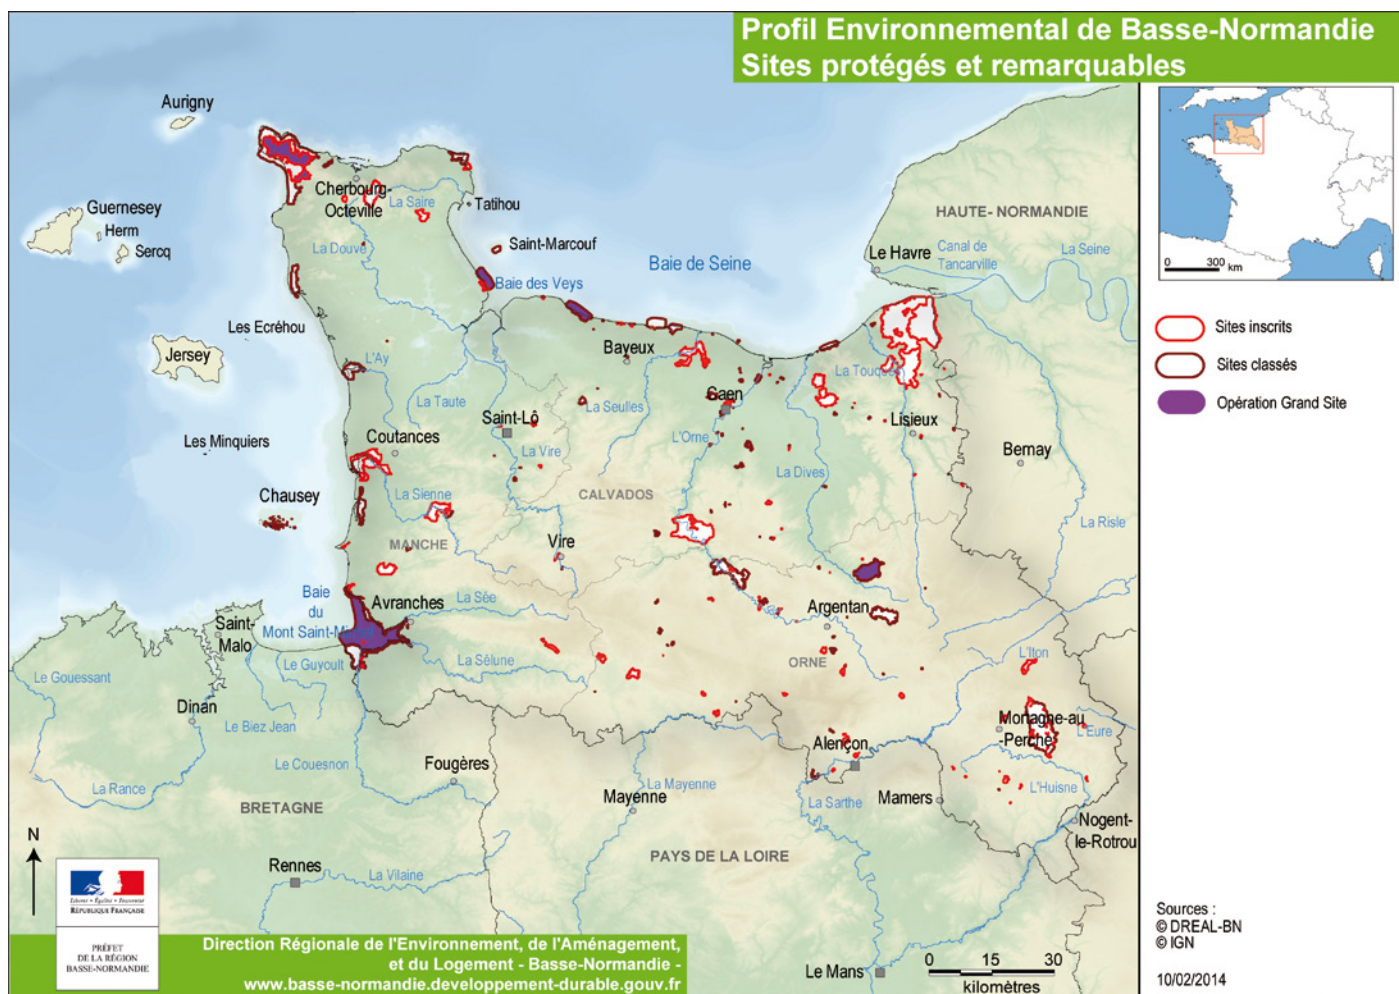 Profil Environnemental de Basse-Normandie
Sites protégés et remarquables
Aurigny
Cherbourg-
Octeville
La Saire
Tatihou
Guernesey
Herm
Sercq
La Douve
Saint-Marcouf
Baie des Veys
Baie de Seine
HAUTE- NORMANDIE
Le Havre
Canal de
Tancarville
La Seine
0 300 km
Sites inscrits
Sites classés
Opération Grand Site
Les Ecréhou
Jersey
L'Ay
Bayeux
La Touques
La Taute
Saint-Lô
La Seulles
Caen
Lisieux
Les Minquiers
Coutances
La Vire
L'Orne
La Dives
Bernay
Chausey
La Sienne
CALVADOS
La Risle
MANCHE
Vire
Baie
du
Mont Saint-Michel
Avranches
La Sée
Argentan
Saint-
Malo
Le Guyoult
La Sélune
ORNE
L'Iton
Le Gouessant
Dinan
Le Biez Jean
Mortagne-au
-Perche
L'Eure
Le Couesnon
Fougères
Alençon
La Rance
La Mayenne
L'Huisne
BRETAGNE
Mayenne
La Sarthe
Mamers
Nogent-
le-Rotrou
N
Rennes
La Vilaine
PAYS DE LA LOIRE
Liberté • Égalité • Fraternité
RÉPUBLIQUE FRANÇAISE
PRÉFET
DE LA RÉGION
BASSE-NORMANDIE
Direction Régionale de l'Environnement, de l'Aménagement,
et du Logement - Basse-Normandie -
www.basse-normandie.developpement-durable.gouv.fr
Le Mans
0 15 30
kilomètres
Sources :
© DREAL-BN
© IGN
10/02/2014